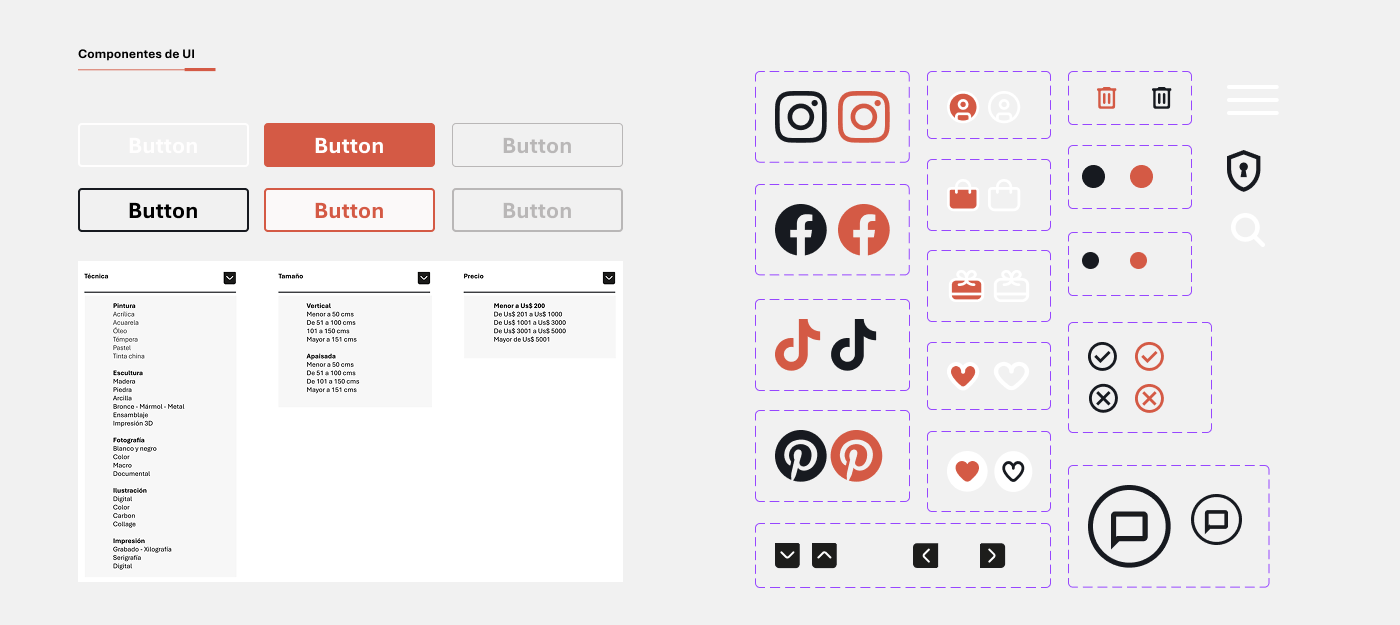 Componentes de UI
Button
Button
Button
Button
Button
Button
Técnica
Pintura
Acrílica
Acuarela
Óleo
Témpera
Pastel
Tinta china
Escultura
Madera
Piedra
Arcilla
Bronce - Mármol - Metal
Ensamblaje
Impresión 3D
Fotografía
Blanco y negro
Color
Macro
Documental
Ilustración
Digital
Color
Carbon
Collage
Impresión
Grabado - Xilografía
Serigrafía
Digital
Tamaño
Vertical
Menor a 50 cms
De 51 a 100 cms
101 a 150 cms
Mayor a 151 cms
Apaisada
Menor a 50 cms
De 51 a 100 cms
De 101 a 150 cms
Mayor a 151 cms
Precio
Menor a Us$ 200
De Us$ 201 a Us$ 1000
De Us$ 1001 a Us$ 3000
De Us$ 3001 a Us$ 5000
Mayor de Us$ 5001